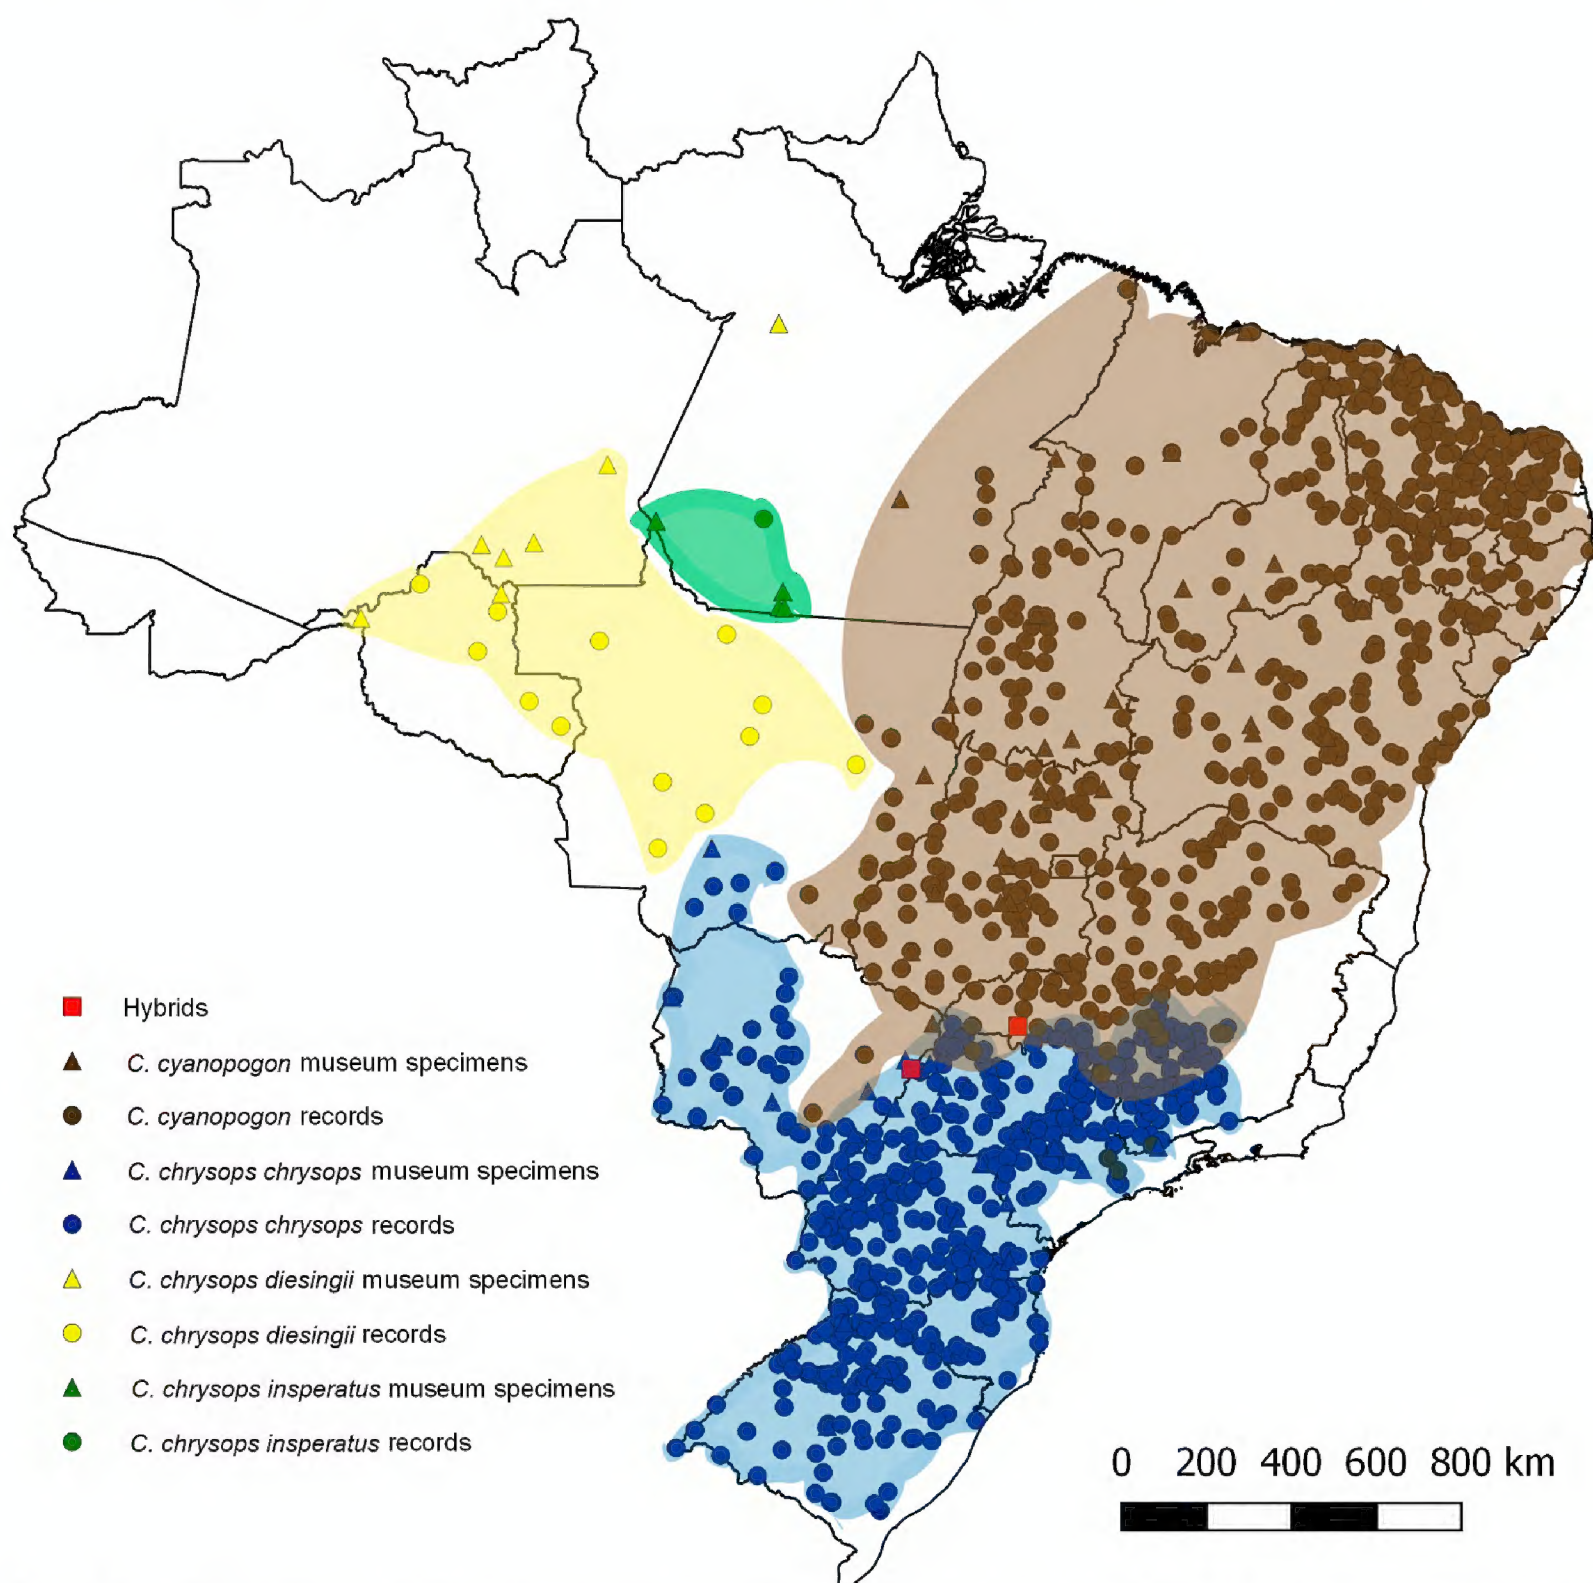 Hybrids
C. cyanopogon museum specimens
C. cyanopogon records
C. chrysops chrysops museum specimens
C. chrysops chrysops records
C. chrysops diesingii museum specimens
C. chrysops diesingii records
C. chrysops insperatus museum specimens
C. chrysops insperatus records
0 200 400 600 800 km